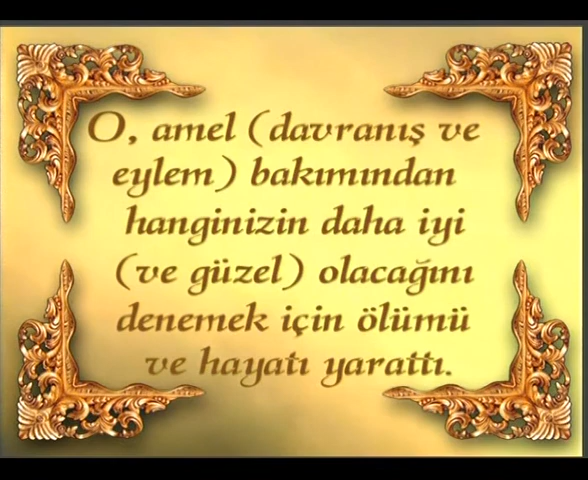 O, amel (davranış ve
eylem) bakımından
hanginizin daha iyi
(ve güzel) olacağını
denemek için ölümü
ve hayatı yarattı.